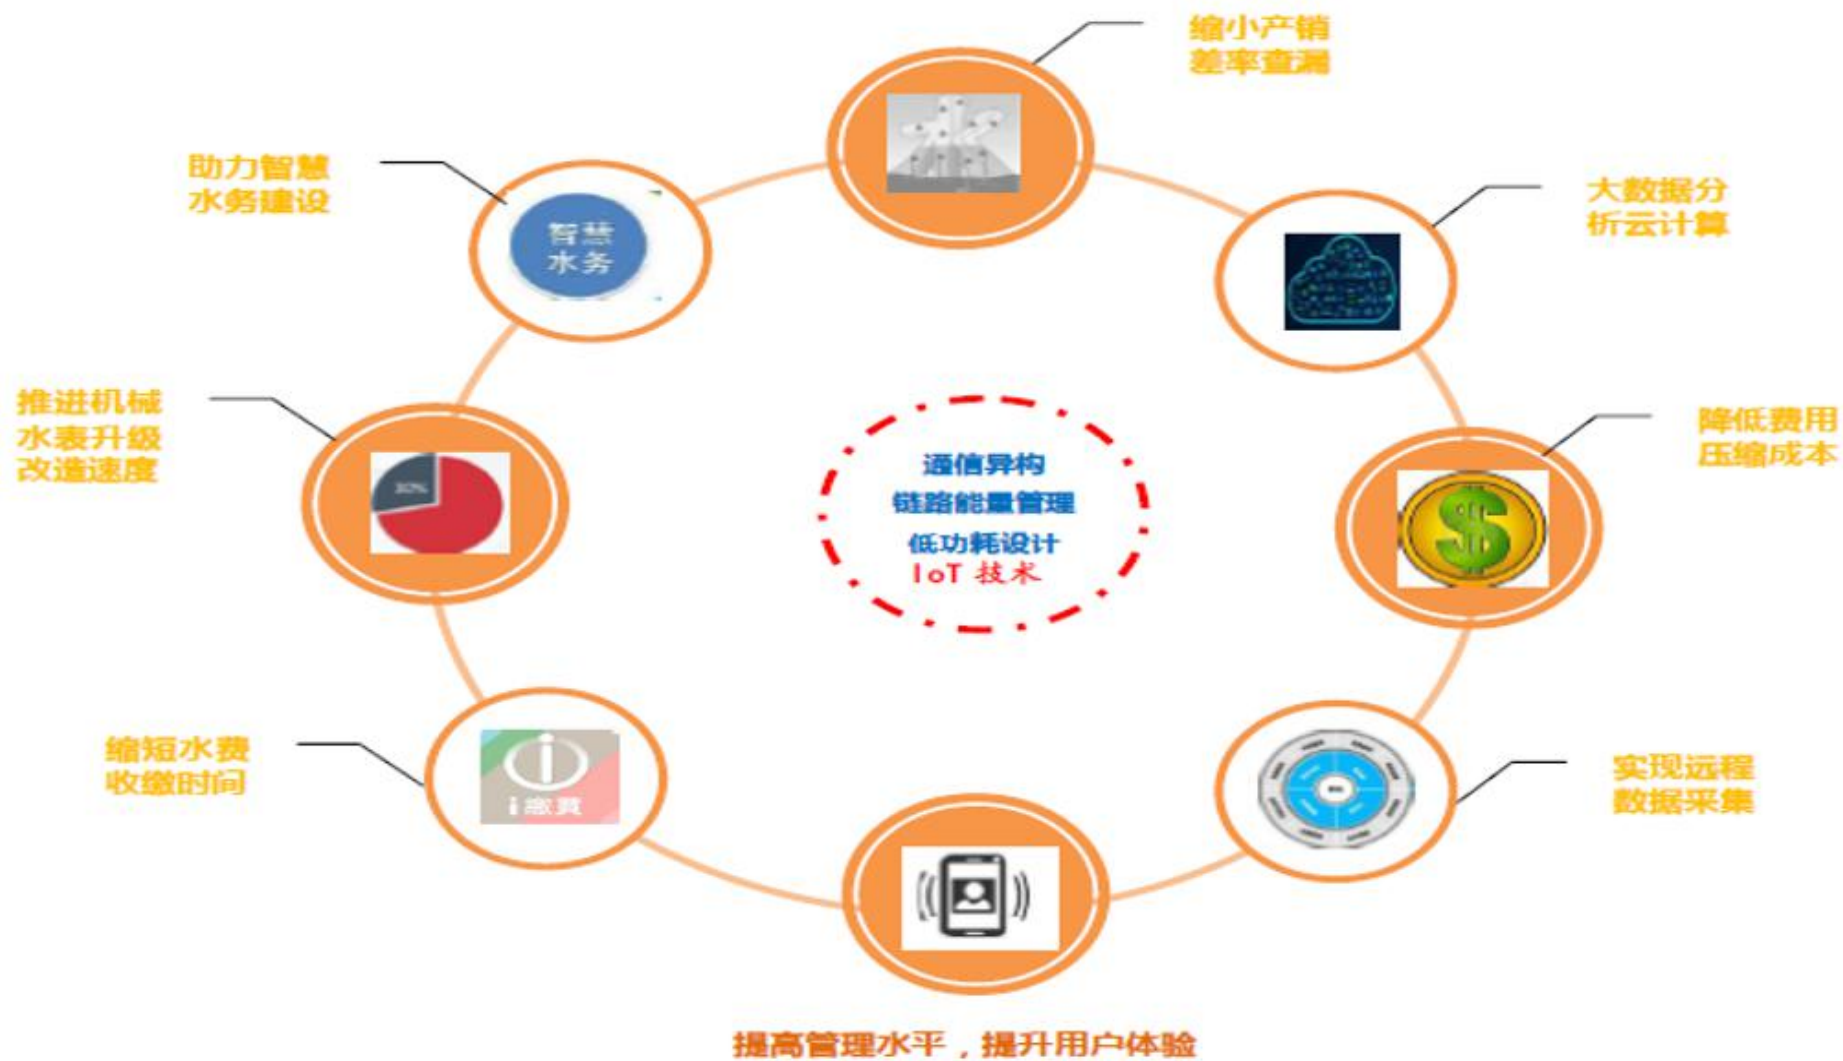 缩小产销
差率查漏
助力智慧
水务建设
智慧
水务
大数据分
析云计算
推进机械
水表升级
改造速度
30%
降低费用
压缩成本
通信异构
链路能量管理
低功耗设计
IoT 技术
缩短水费
收缴时间
i缴费
实现远程
数据采集
提高管理水平，提升用户体验